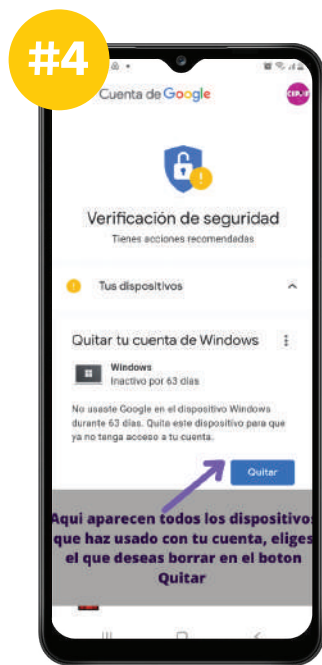 #4
Cuenta de Google
Verificación de seguridad
Tienes acciones recomendadas
Tus dispositivos
Quitar tu cuenta de Windows
Windows
Inactivo por 63 días
No usaste Google en el dispositivo Windows
durante 63 días. Quita este dispositivo para que
ya no tenga acceso a tu cuenta.
Quitar
Aqui aparecen todos los dispositivos
que haz usado con tu cuenta, eliges
el que deseas borrar en el boton
Quitar